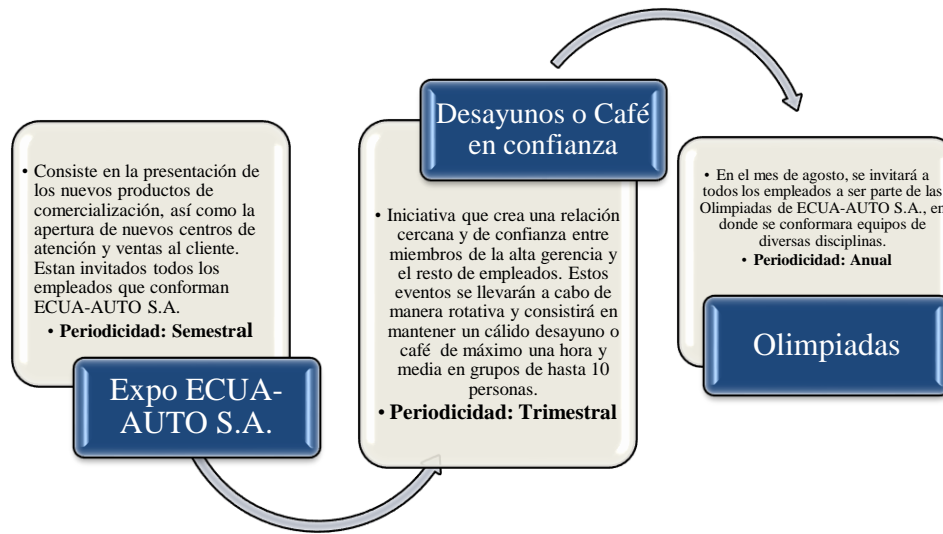 • Consiste en la presentación de
los nuevos productos de
comercialización, así como la
apertura de nuevos centros de
atención y ventas al cliente.
Estan invitados todos los
empleados que conforman
ECUA-AUTO S.A.
• Periodicidad: Semestral
Expo ECUA-
AUTO S.A.
Desayunos o Café
en confianza
• Iniciativa que crea una relación
cercana y de confianza entre
miembros de la alta gerencia y
el resto de empleados. Estos
eventos se llevarán a cabo de
manera rotativa y consistirá en
mantener un cálido desayuno o
café de máximo una hora y
media en grupos de hasta 10
personas.
• Periodicidad: Trimestral
• En el mes de agosto, se invitará a
todos los empleados a ser parte de las
Olimpiadas de ECUA-AUTO S.A., en
donde se conformara equipos de
diversas disciplinas.
• Periodicidad: Anual
Olimpiadas